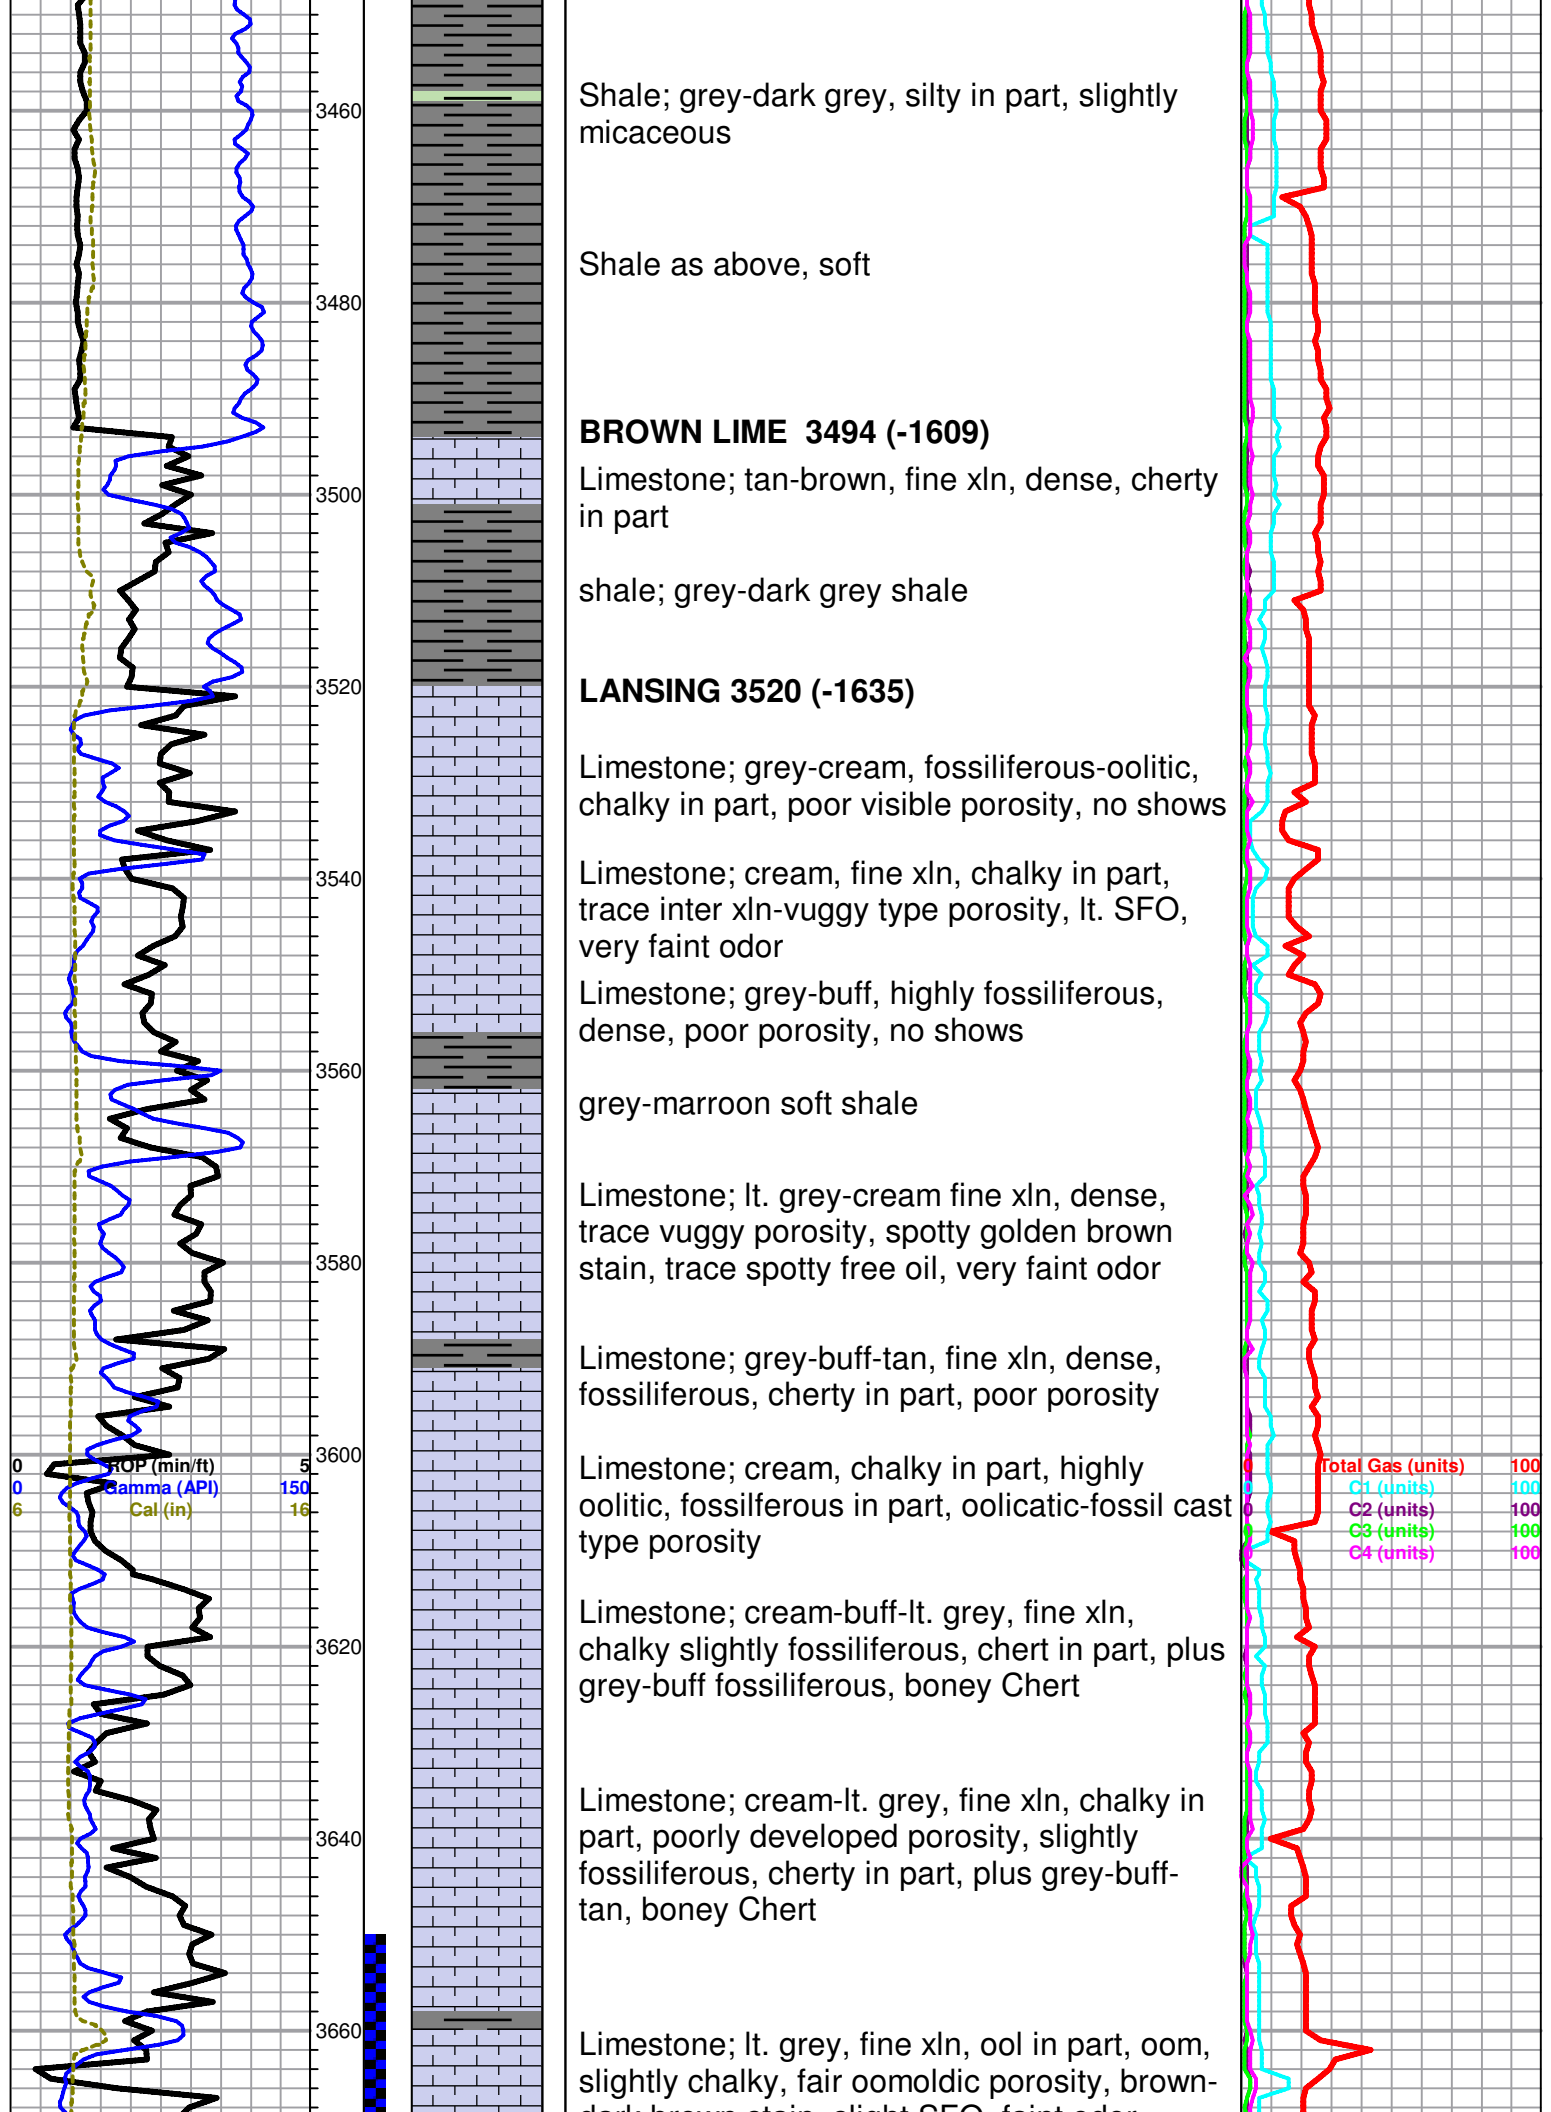 3460
Shale; grey-dark grey, silty in part, slightly
micaceous
Shale as above, soft
3480
BROWN LIME  3494 (-1609)
Limestone; tan-brown, fine xln, dense, cherty
in part
3500
shale; grey-dark grey shale
3520
LANSING 3520 (-1635)
Limestone; grey-cream, fossiliferous-oolitic,
chalky in part, poor visible porosity, no shows
3540
Limestone; cream, fine xln, chalky in part,
trace inter xln-vuggy type porosity, lt. SFO,
very faint odor
Limestone; grey-buff, highly fossiliferous,
dense, poor porosity, no shows
3560
grey-marroon soft shale
Limestone; lt. grey-cream fine xln, dense,
trace vuggy porosity, spotty golden brown
stain, trace spotty free oil, very faint odor
3580
Limestone; grey-buff-tan, fine xln, dense,
fossiliferous, cherty in part, poor porosity
3600
0 ROP (min/ft) 5
0 Gamma (API) 150
6 Cal (in) 16
Limestone; cream, chalky in part, highly
oolitic, fossilferous in part, oolicatic-fossil cast
type porosity
0 Total Gas (units) 100
0 C1 (units) 100
0 C2 (units) 100
0 C3 (units) 100
0 C4 (units) 100
Limestone; cream-buff-lt. grey, fine xln,
chalky slightly fossiliferous, chert in part, plus
grey-buff fossiliferous, boney Chert
3620
Limestone; cream-lt. grey, fine xln, chalky in
part, poorly developed porosity, slightly
fossiliferous, cherty in part, plus grey-buff-
tan, boney Chert
3640
3660
Limestone; lt. grey, fine xln, ool in part, oom,
slightly chalky, fair oomoldic porosity, brown-
dark brown stain, slight SFO, faint odor